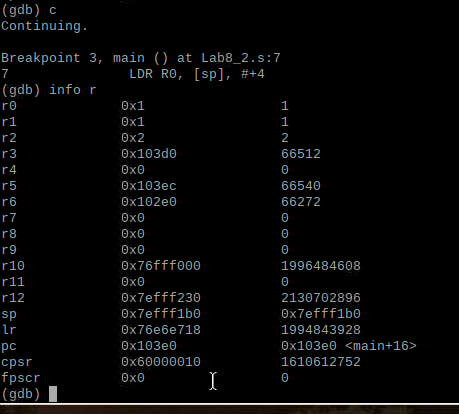 (gdb) c
Continuing.
Breakpoint 3, main () at Lab8_2.s:7
7 LDR R0, [sp], #+4
(gdb) info r
r0 0x1 1
r1 0x1 1
r2 0x2 2
r3 0x103d0 66512
r4 0x0 0
r5 0x103ec 66540
r6 0x102e0 66272
r7 0x0 0
r8 0x0 0
r9 0x0 0
r10 0x76fff000 1996484608
r11 0x0 0
r12 0x7efff230 2130702896
sp 0x7efff1b0 0x7efff1b0
lr 0x76e6e718 1994843928
pc 0x103e0 0x103e0 <main+16>
cpsr 0x60000010 1610612752
fpscr 0x0 0
(gdb)